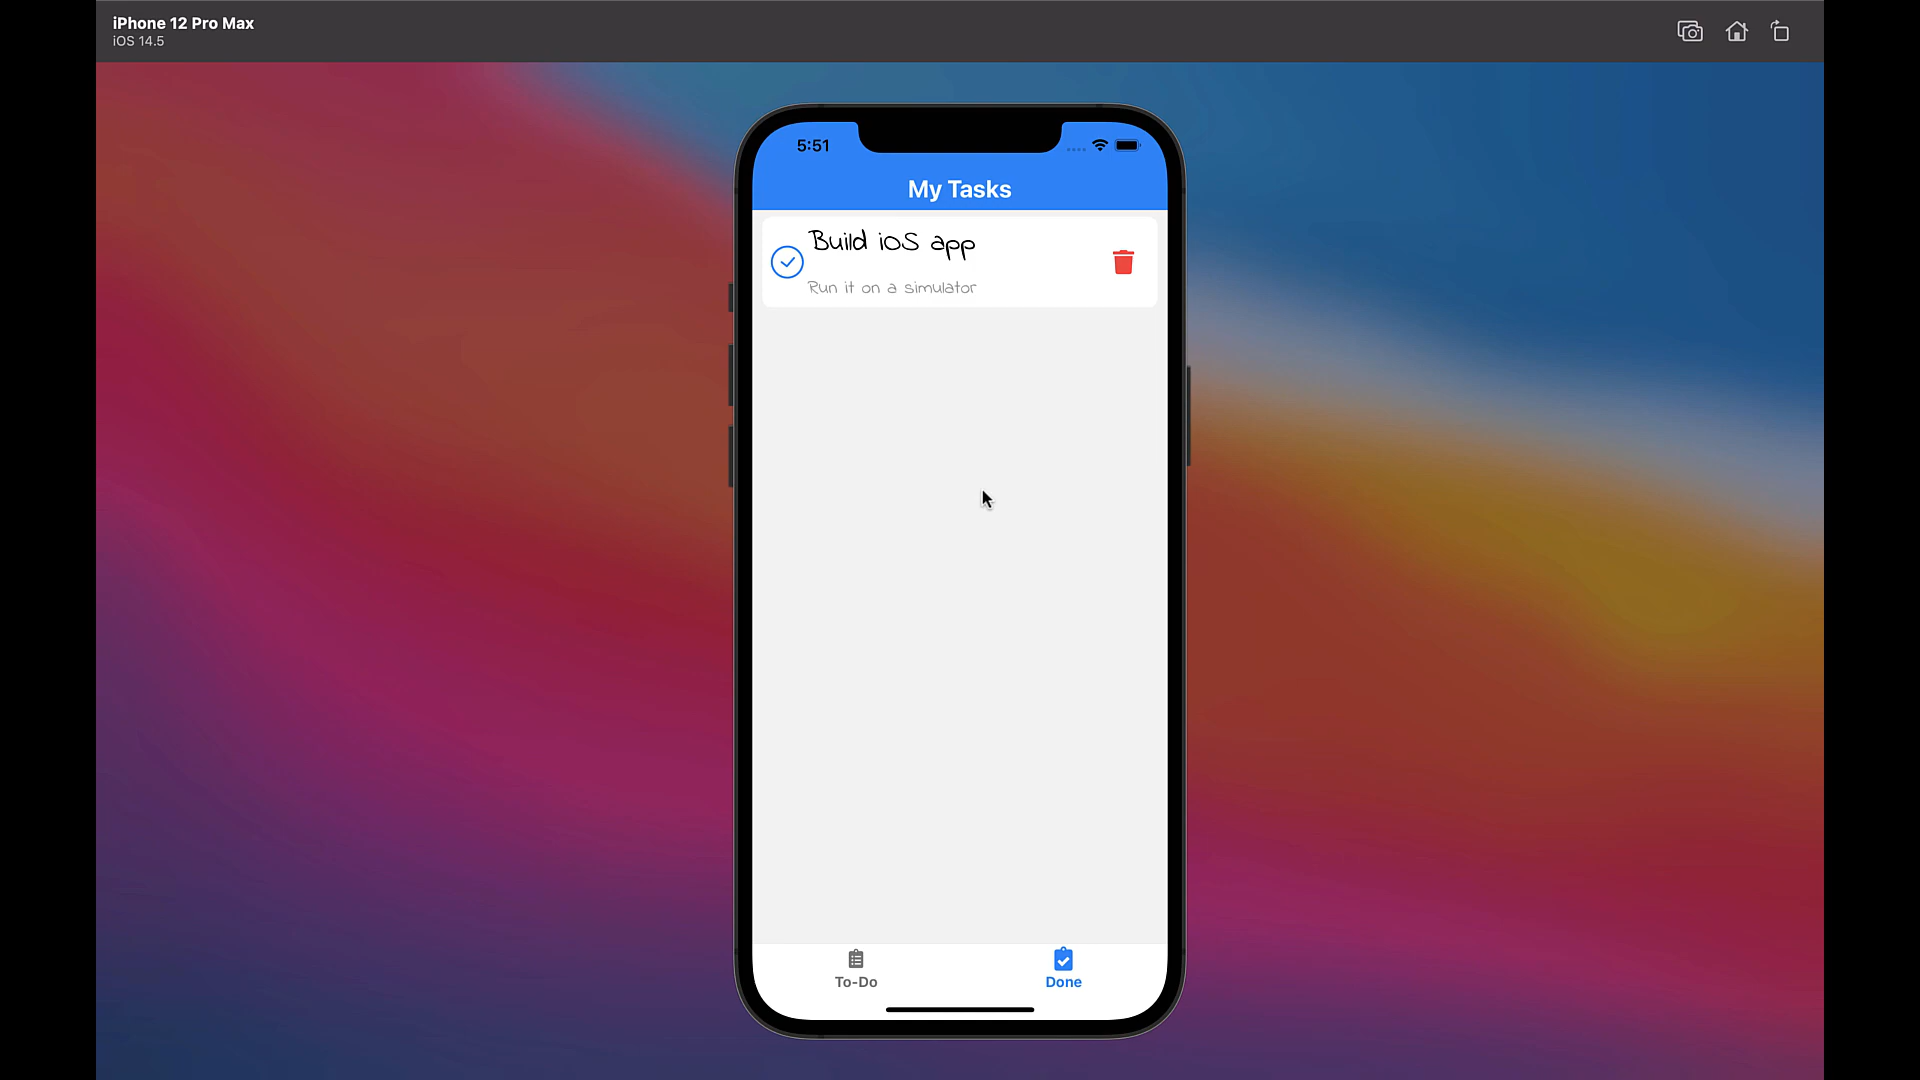 iPhone 12 Pro Max
iOS 14.5
5:51
My Tasks
Build iOS app
Run it on a simulator
To-Do
Done